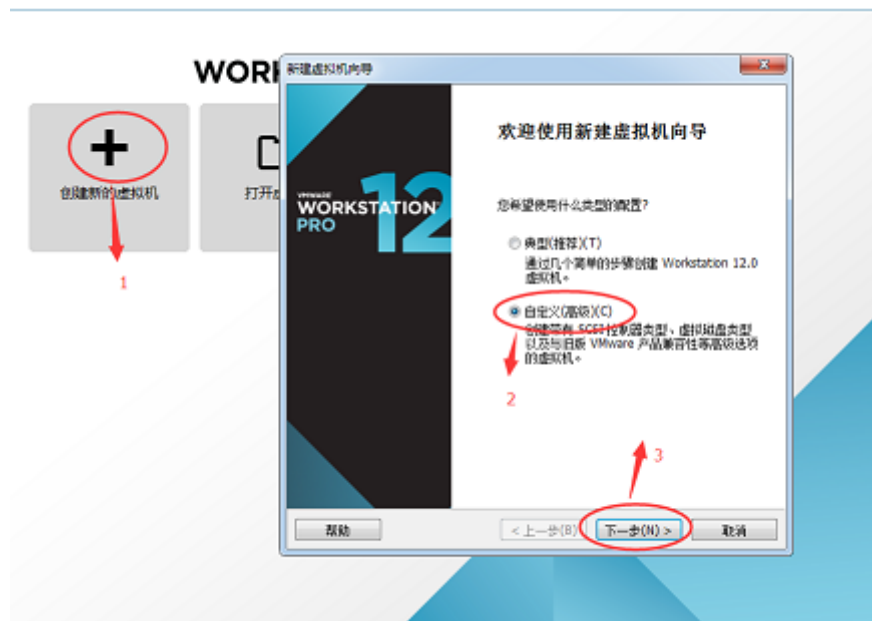 WORK
新建虚拟机向导
创建新的虚拟机
打开
1
VMWARE
WORKSTATION
PRO
12
欢迎使用新建虚拟机向导
您希望使用什么类型的配置?
典型(推荐)(T)
通过几个简单的步骤创建 Workstation 12.0
虚拟机。
自定义(高级)(C)
创建带有 SCSI 控制器类型、虚拟磁盘类型
以及与旧版 VMware 产品兼容性等高级选项
的虚拟机。
2
3
帮助
< 上一步(B)
下一步(N) >
取消